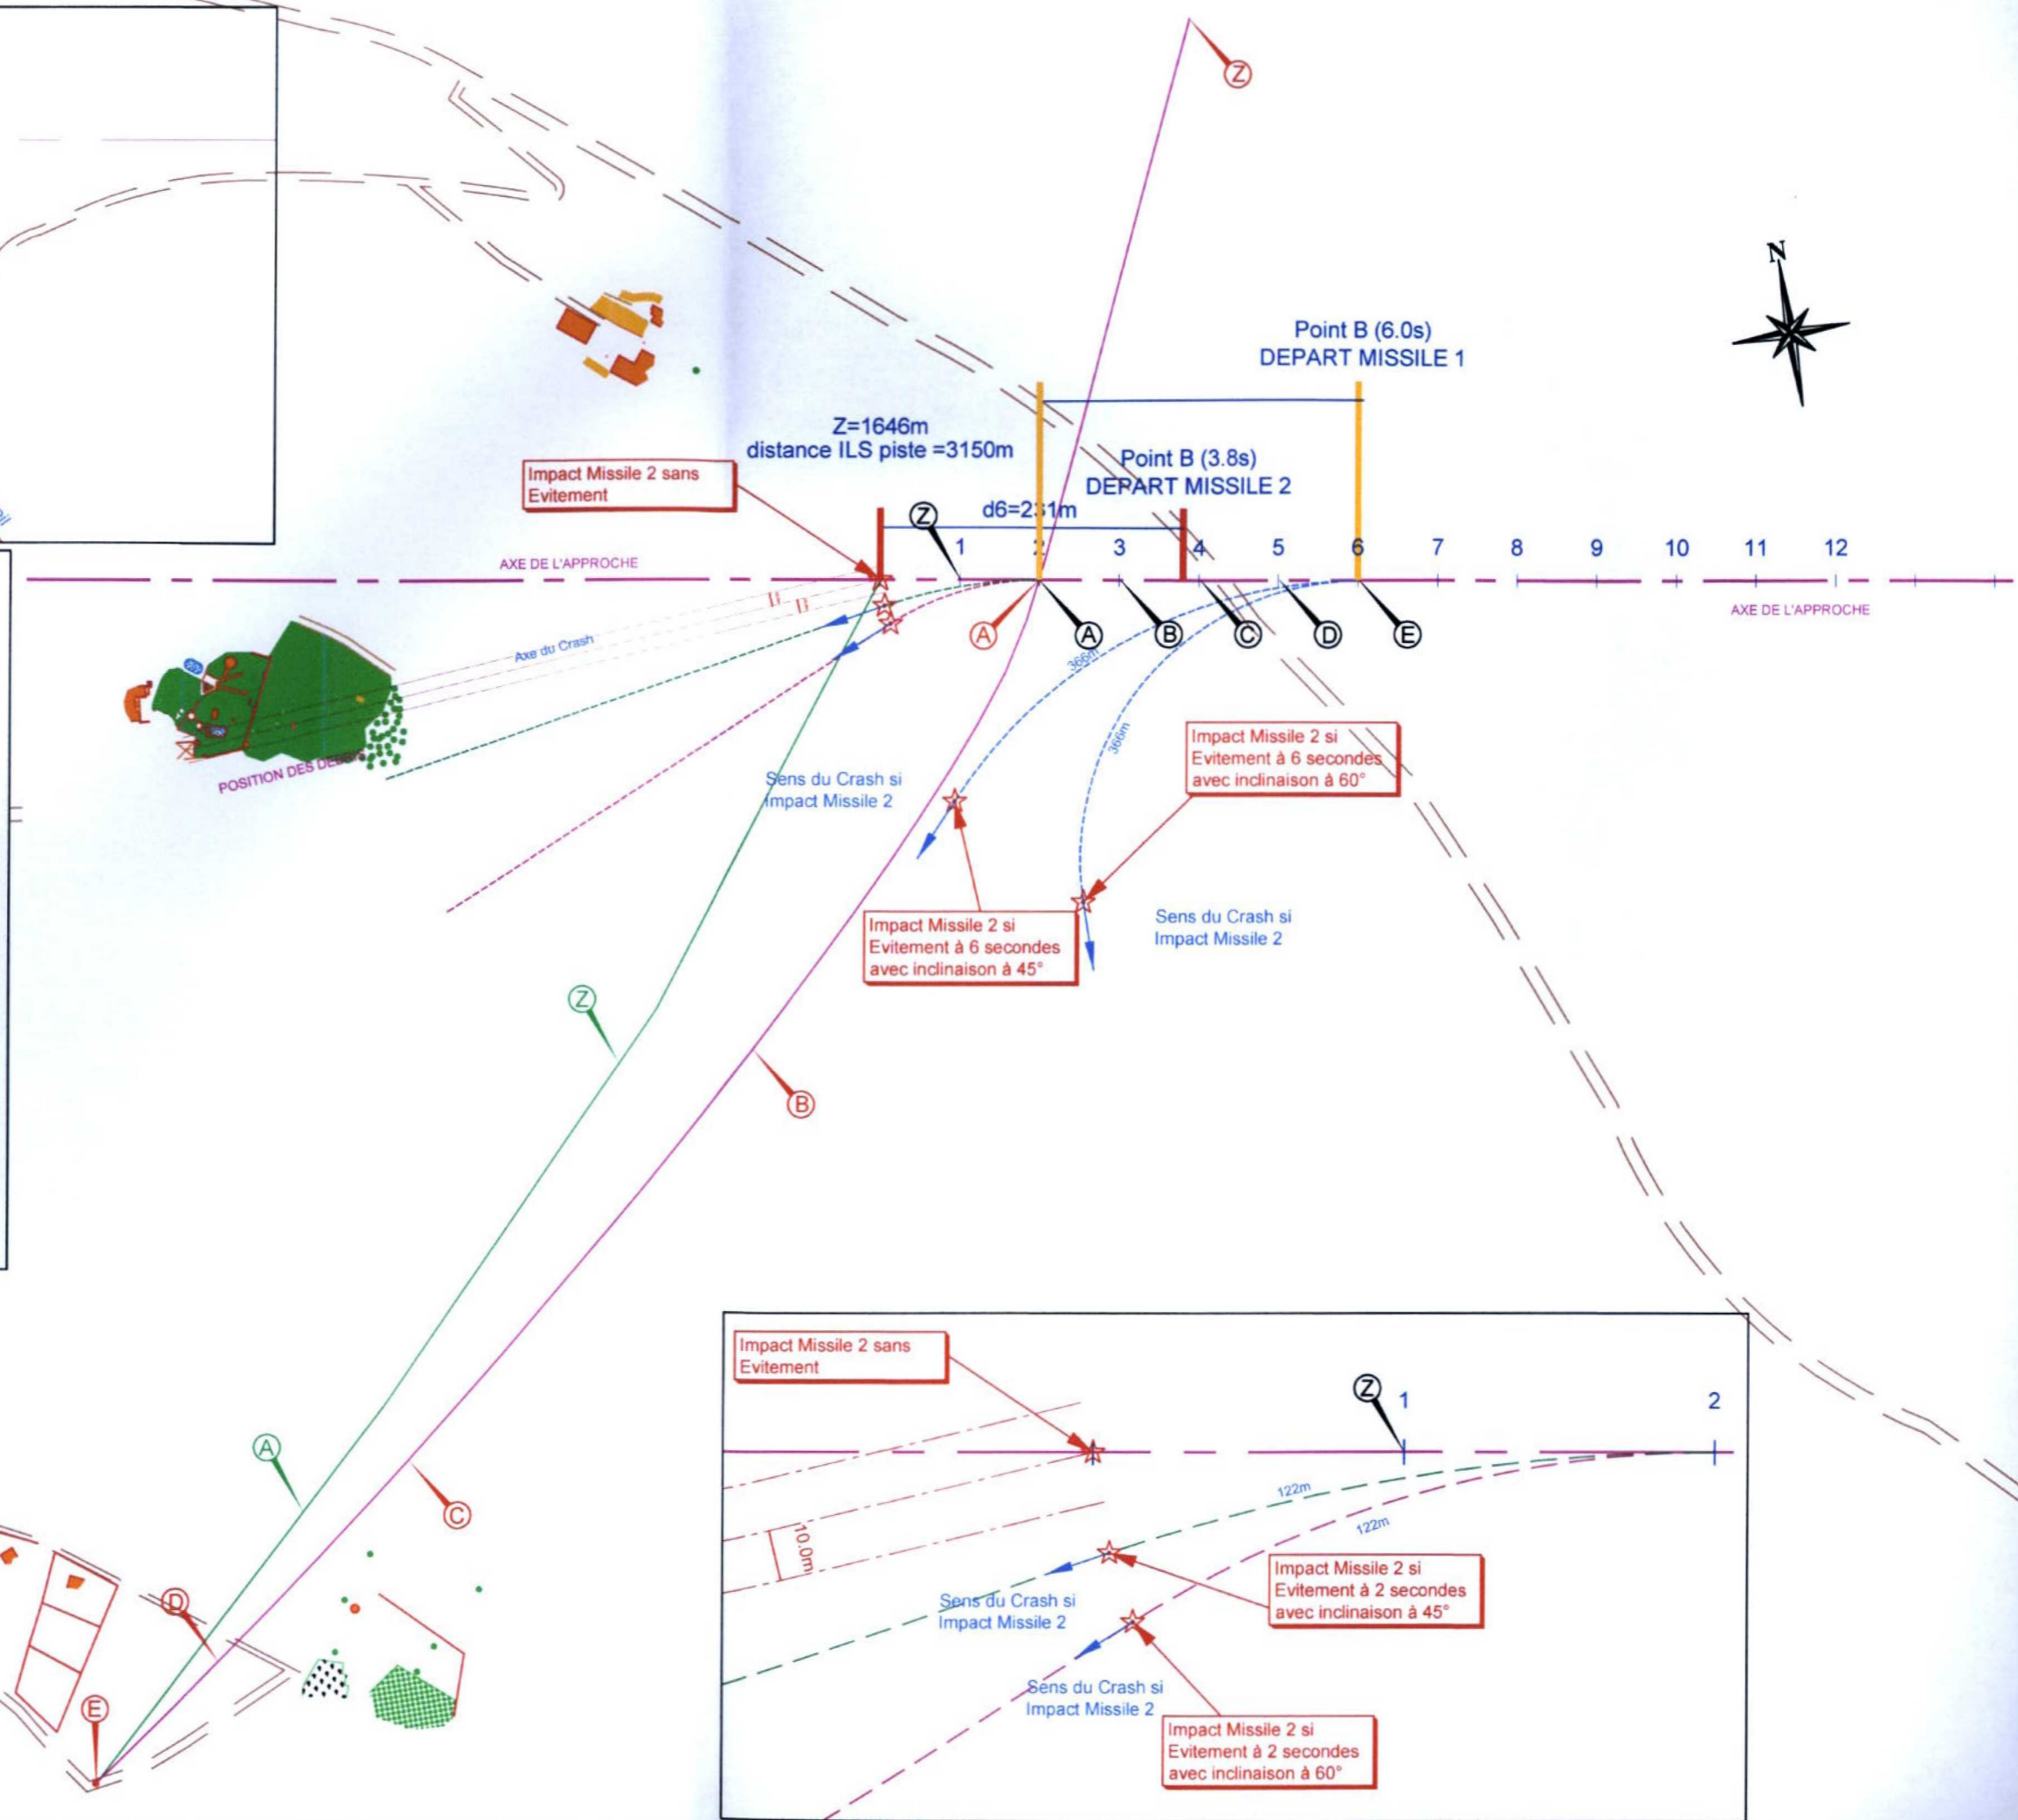 Z
N
Point B (6.0s)
DEPART MISSILE 1
Z=1646m
distance ILS piste =3150m
Point B (3.8s)
DEPART MISSILE 2
Impact Missile 2 sans
Evitement
Z
d6=231m
1
2
3
4
5
6
7
8
9
10
11
12
AXE DE L'APPROCHE
AXE DE L'APPROCHE
A
A
B
C
D
E
Axe du Crash
366m
366m
POSITION DES DEBRIS
Sens du Crash si
Impact Missile 2
Impact Missile 2 si
Evitement à 6 secondes
avec inclinaison à 60°
Impact Missile 2 si
Evitement à 6 secondes
avec inclinaison à 45°
Sens du Crash si
Impact Missile 2
Z
B
A
C
D
E
Impact Missile 2 sans
Evitement
Z
1
2
122m
122m
10.0m
Impact Missile 2 si
Evitement à 2 secondes
avec inclinaison à 45°
Sens du Crash si
Impact Missile 2
Sens du Crash si
Impact Missile 2
Impact Missile 2 si
Evitement à 2 secondes
avec inclinaison à 60°